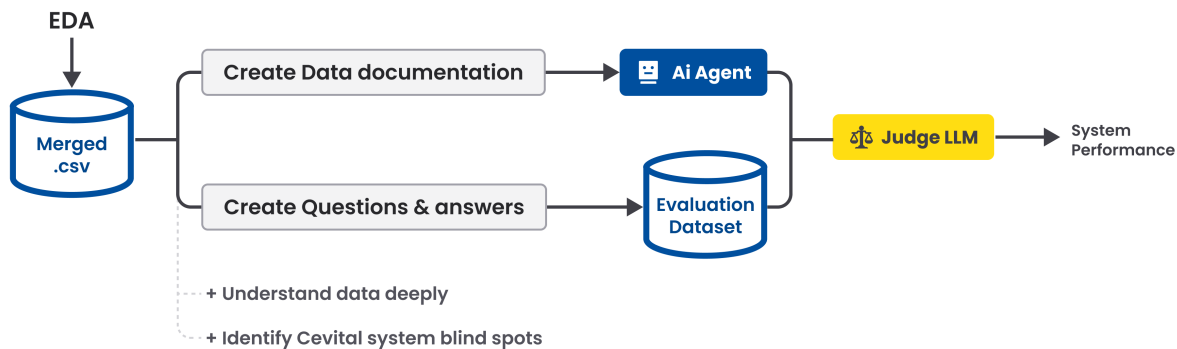 EDA
Merged
.csv
Create Data documentation
Ai Agent
Judge LLM
System
Performance
Create Questions & answers
Evaluation
Dataset
+ Understand data deeply
+ Identify Cevital system blind spots